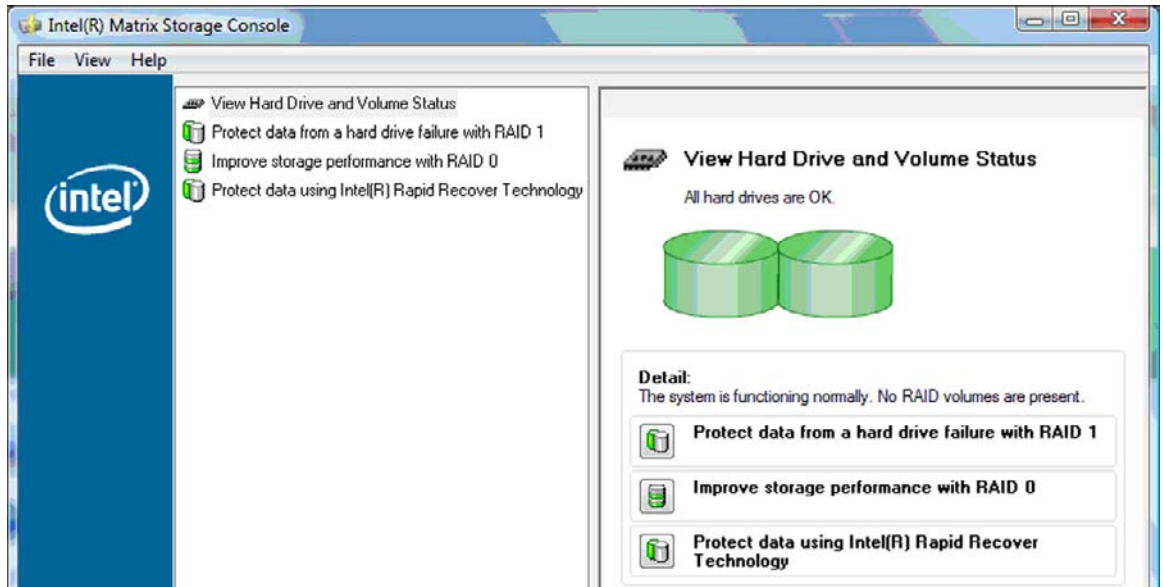 Intel(R) Matrix Storage Console
File View Help
intel
View Hard Drive and Volume Status
Protect data from a hard drive failure with RAID 1
Improve storage performance with RAID 0
Protect data using Intel(R) Rapid Recover Technology
View Hard Drive and Volume Status
All hard drives are OK.
Detail:
The system is functioning normally. No RAID volumes are present.
Protect data from a hard drive failure with RAID 1
Improve storage performance with RAID 0
Protect data using Intel(R) Rapid Recover
Technology